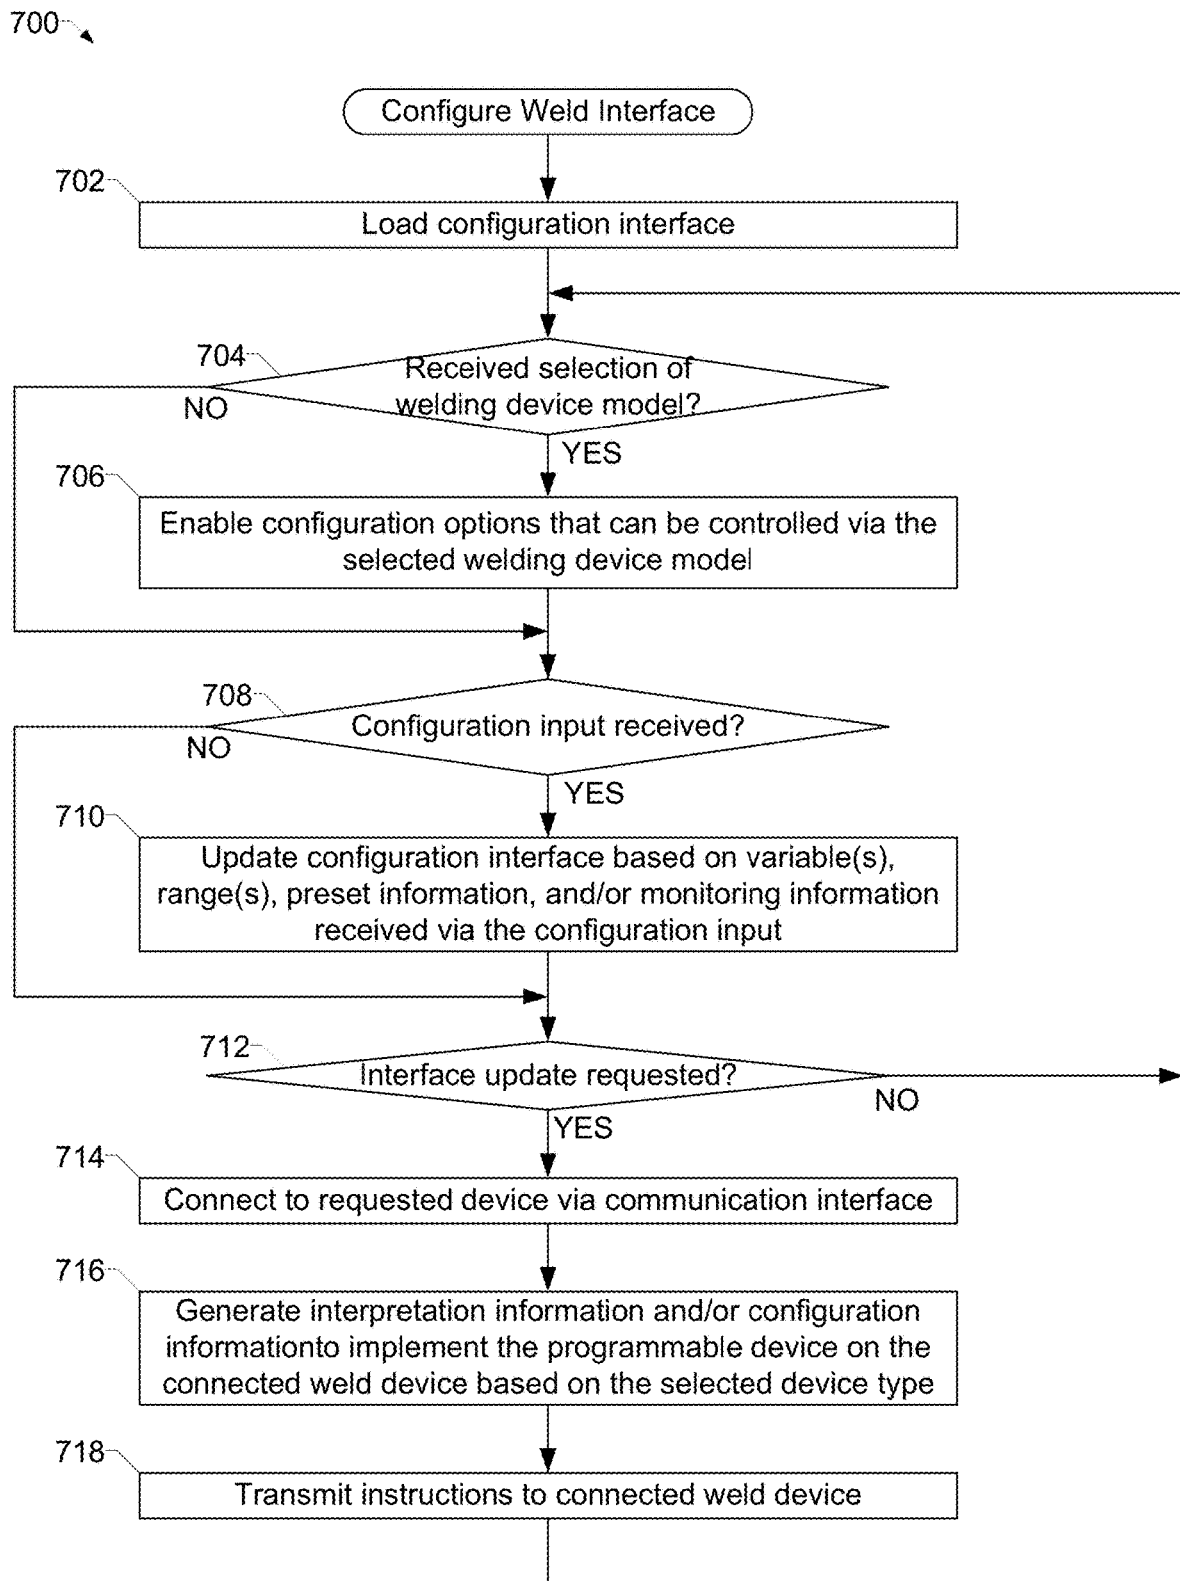 700
Configure Weld Interface
702
Load configuration interface
704
Received selection of
welding device model?
NO
YES
706
Enable configuration options that can be controlled via the
selected welding device model
708
Configuration input received?
NO
YES
710
Update configuration interface based on variable(s),
range(s), preset information, and/or monitoring information
received via the configuration input
712
Interface update requested?
NO
YES
714
Connect to requested device via communication interface
716
Generate interpretation information and/or configuration
informationto implement the programmable device on the
connected weld device based on the selected device type
718
Transmit instructions to connected weld device